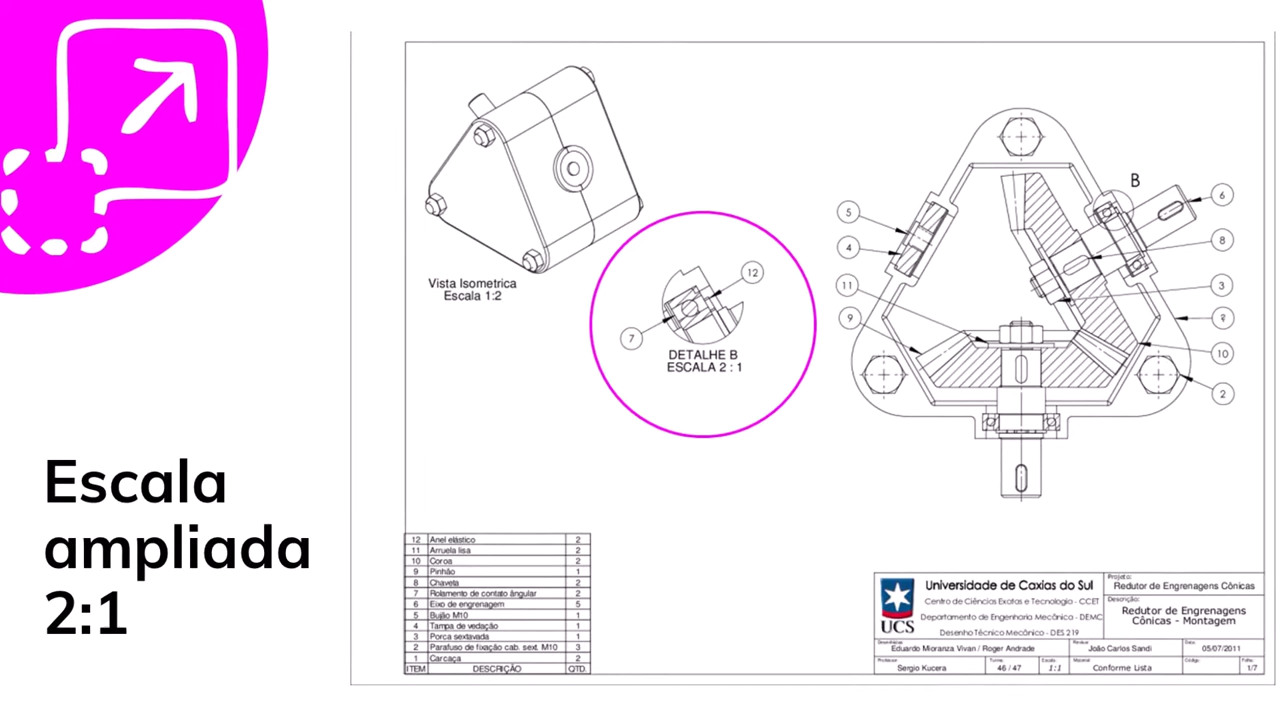 Escala
ampliada
2:1
Vista Isometrica
Escala 1:2
12
7
DETALHE B
ESCALA 2 : 1
B
5
4
11
9
6
8
3
10
2
12 Anel elástico 2
11 Arruela lisa 2
10 Coroa 2
9 Pinhão 1
8 Chaveta 2
7 Rolamento de contato ângular 2
6 Eixo de engrenagem 5
5 Bujão M10 1
4 Tampa de vedação 1
3 Porca sextavada 1
2 Parafuso de fixação cab. sext. M10 3
1 Carcaça 2
ITEM DESCRIÇÃO QTD.
UCS
Universidade de Caxias do Sul
Centro de Ciências Exatas e Tecnologia - CCET
Departamento de Engenharia Mecânica - DEMC
Desenho Técnico Mecânico - DES 219
Projeto:
Redutor de Engrenagens Cônicas
Descrição:
Redutor de Engrenagens
Cônicas - Montagem
Eduardo Mioranza Vivan / Roger Andrade
João Carlos Sandi
Data:
05/07/2011
Professor:
Sergio Kucera
Turma:
46 / 47
Escala:
1:1
Material:
Conforme Lista
Código:
Folha:
1/7